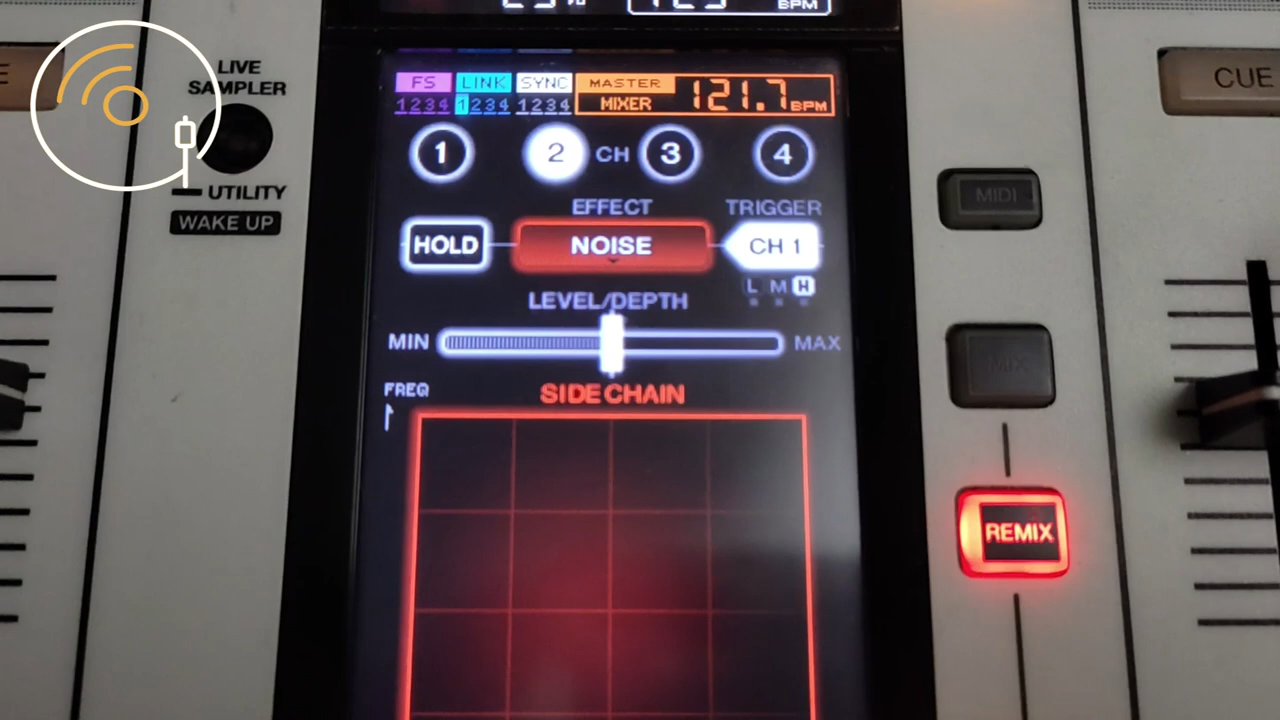 BPM
LIVE
SAMPLER
UTILITY
WAKE UP
FS LINK SYNC MASTER 121.7 BPM
1234 1234 1234 MIXER
1 2 CH 3 4
EFFECT TRIGGER
HOLD NOISE CH 1
L M H
LEVEL/DEPTH
MIN MAX
FREQ SIDE CHAIN
CUE
MIDI
MIX
REMIX